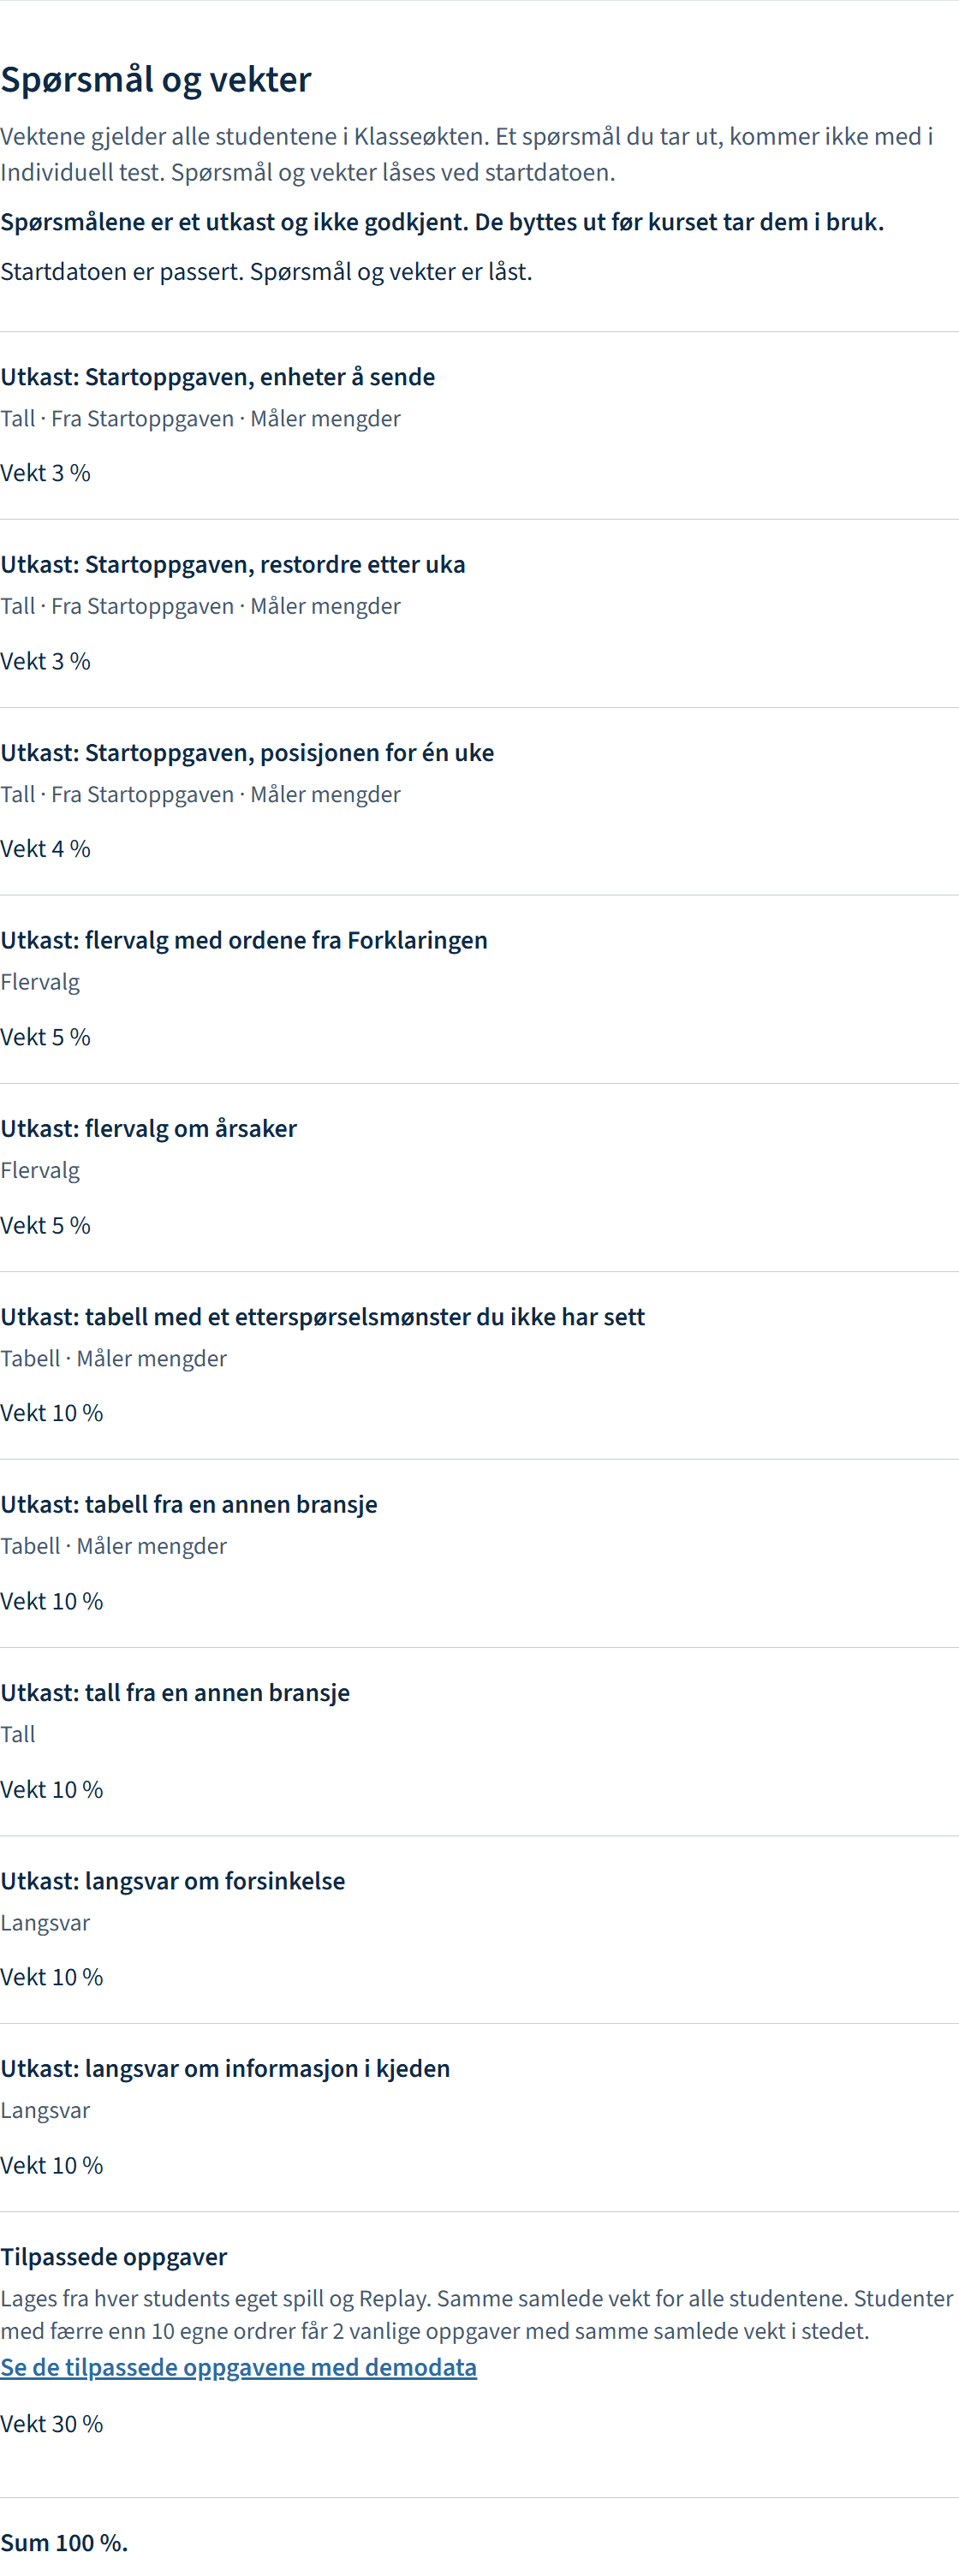 Spørsmål og vekter
Vektene gjelder alle studentene i Klasseøkten. Et spørsmål du tar ut, kommer ikke med i
Individuell test. Spørsmål og vekter låses ved startdatoen.
Spørsmålene er et utkast og ikke godkjent. De byttes ut før kurset tar dem i bruk.
Startdatoen er passert. Spørsmål og vekter er låst.
Utkast: Startoppgaven, enheter å sende
Tall · Fra Startoppgaven · Måler mengder
Vekt 3 %
Utkast: Startoppgaven, restordre etter uka
Tall · Fra Startoppgaven · Måler mengder
Vekt 3 %
Utkast: Startoppgaven, posisjonen for én uke
Tall · Fra Startoppgaven · Måler mengder
Vekt 4 %
Utkast: flervalg med ordene fra Forklaringen
Flervalg
Vekt 5 %
Utkast: flervalg om årsaker
Flervalg
Vekt 5 %
Utkast: tabell med et etterspørselsmønster du ikke har sett
Tabell · Måler mengder
Vekt 10 %
Utkast: tabell fra en annen bransje
Tabell · Måler mengder
Vekt 10 %
Utkast: tall fra en annen bransje
Tall
Vekt 10 %
Utkast: langsvar om forsinkelse
Langsvar
Vekt 10 %
Utkast: langsvar om informasjon i kjeden
Langsvar
Vekt 10 %
Tilpassede oppgaver
Lages fra hver students eget spill og Replay. Samme samlede vekt for alle studentene. Studenter
med færre enn 10 egne ordrer får 2 vanlige oppgaver med samme samlede vekt i stedet.
Se de tilpassede oppgavene med demodata
Vekt 30 %
Sum 100 %.